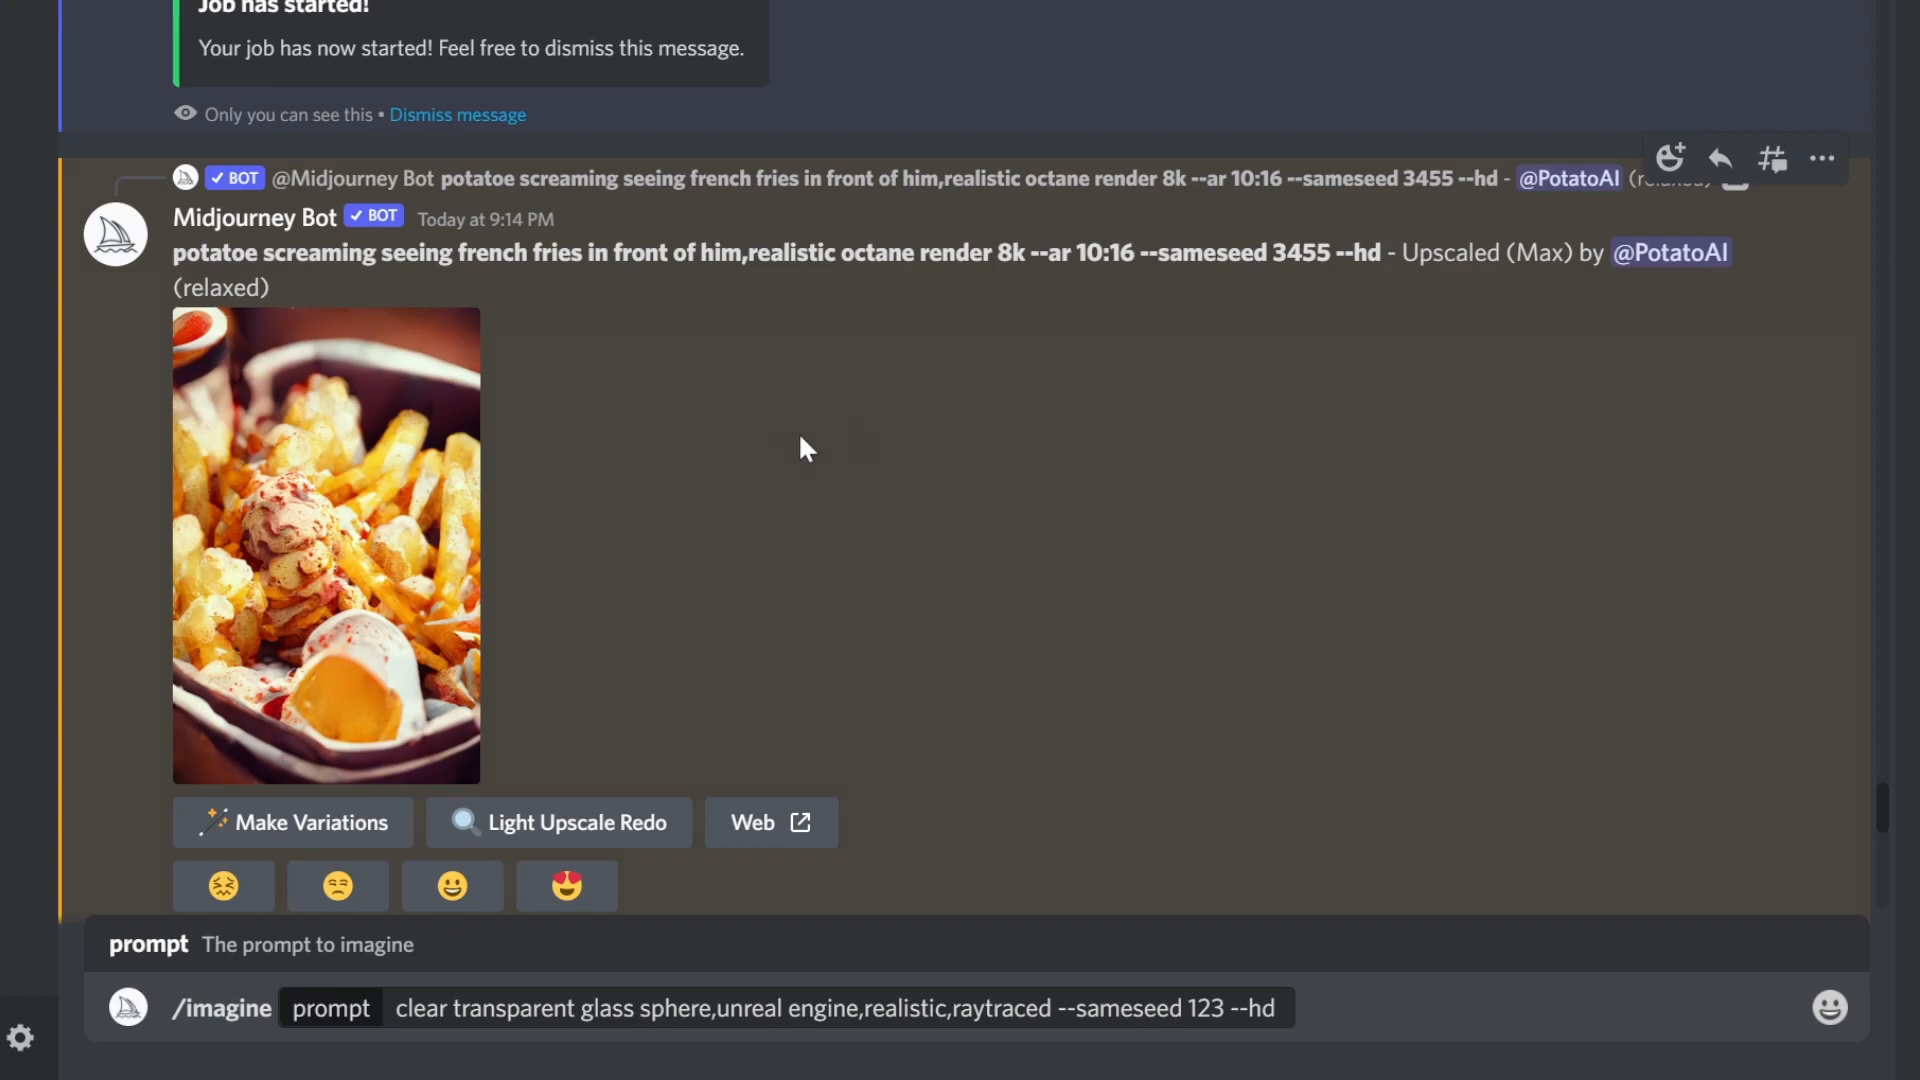 Job has started!
Your job has now started! Feel free to dismiss this message.
Only you can see this • Dismiss message
✓ BOT @Midjourney Bot potatoe screaming seeing french fries in front of him,realistic octane render 8k --ar 10:16 --sameseed 3455 --hd - @PotatoAI
Midjourney Bot ✓ BOT Today at 9:14 PM
potatoe screaming seeing french fries in front of him,realistic octane render 8k --ar 10:16 --sameseed 3455 --hd - Upscaled (Max) by @PotatoAI
(relaxed)
Make Variations Light Upscale Redo Web
prompt The prompt to imagine
/imagine prompt clear transparent glass sphere,unreal engine,realistic,raytraced --sameseed 123 --hd